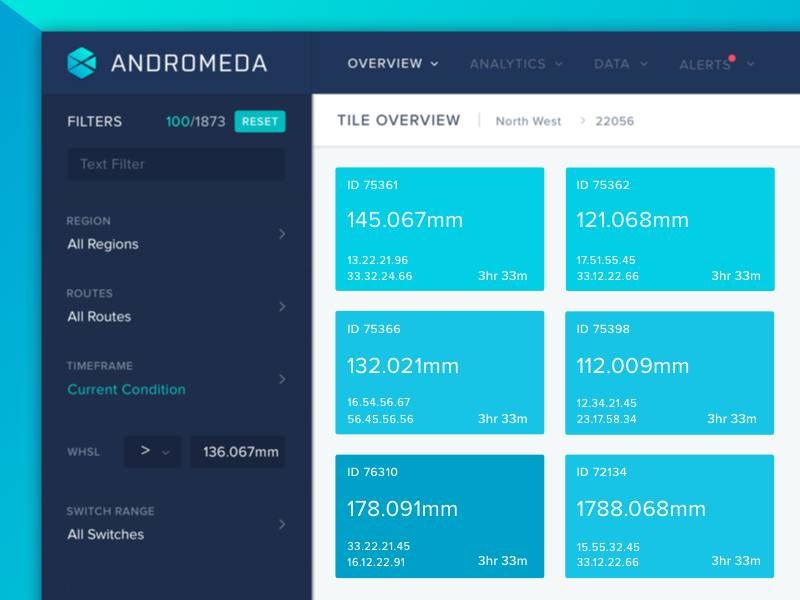 ANDROMEDA
OVERVIEW
ANALYTICS
DATA
ALERTS
FILTERS
100/1873
RESET
Text Filter
REGION
All Regions
ROUTES
All Routes
TIMEFRAME
Current Condition
WHSL
>
136.067mm
SWITCH RANGE
All Switches
TILE OVERVIEW
North West > 22056
ID 75361
145.067mm
13.22.21.96
33.32.24.66
3hr 33m
ID 75362
121.068mm
17.51.55.45
33.12.22.66
3hr 33m
ID 75366
132.021mm
16.54.56.67
56.45.56.56
3hr 33m
ID 75398
112.009mm
12.34.21.45
23.17.58.34
3hr 33m
ID 76310
178.091mm
33.22.21.45
16.12.22.91
3hr 33m
ID 72134
1788.068mm
15.55.32.45
33.12.22.66
3hr 33m